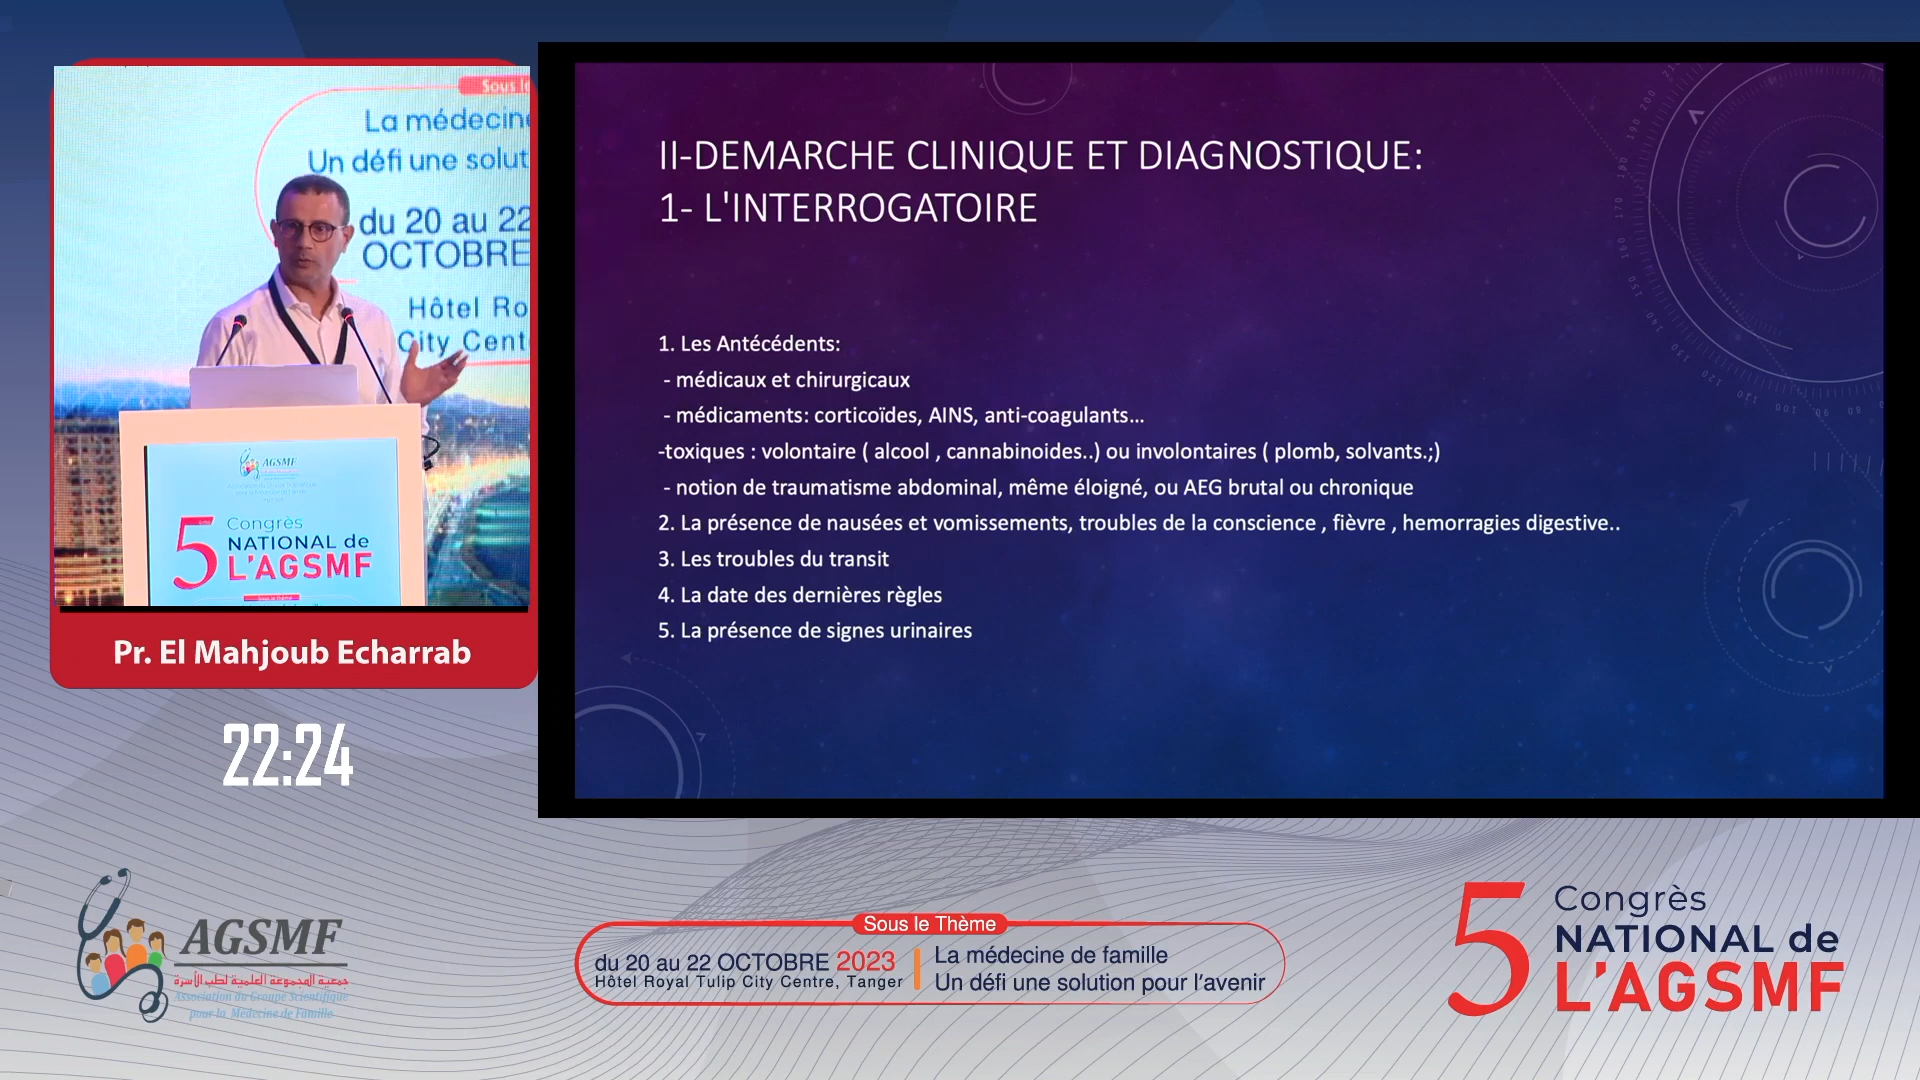 Sous le
La médecine
Un défi une solut
du 20 au 22
OCTOBRE
Hôtel Ro
City Cent
AGSMF
5
Congrès
NATIONAL de
L'AGSMF
Pr. El Mahjoub Echarrab
22:24
II-DEMARCHE CLINIQUE ET DIAGNOSTIQUE:
1- L'INTERROGATOIRE
1. Les Antécédents:
- médicaux et chirurgicaux
- médicaments: corticoïdes, AINS, anti-coagulants...
-toxiques : volontaire ( alcool , cannabinoides..) ou involontaires ( plomb, solvants.;)
- notion de traumatisme abdominal, même éloigné, ou AEG brutal ou chronique
2. La présence de nausées et vomissements, troubles de la conscience , fièvre , hemorragies digestive..
3. Les troubles du transit
4. La date des dernières règles
5. La présence de signes urinaires
AGSMF
جمعية المجموعة العلمية لطب الأسرة
Association du Groupe Scientifique
pour la Médecine de Famille
Sous le Thème
du 20 au 22 OCTOBRE 2023
Hôtel Royal Tulip City Centre, Tanger
La médecine de famille
Un défi une solution pour l'avenir
5
Congrès
NATIONAL de
L'AGSMF